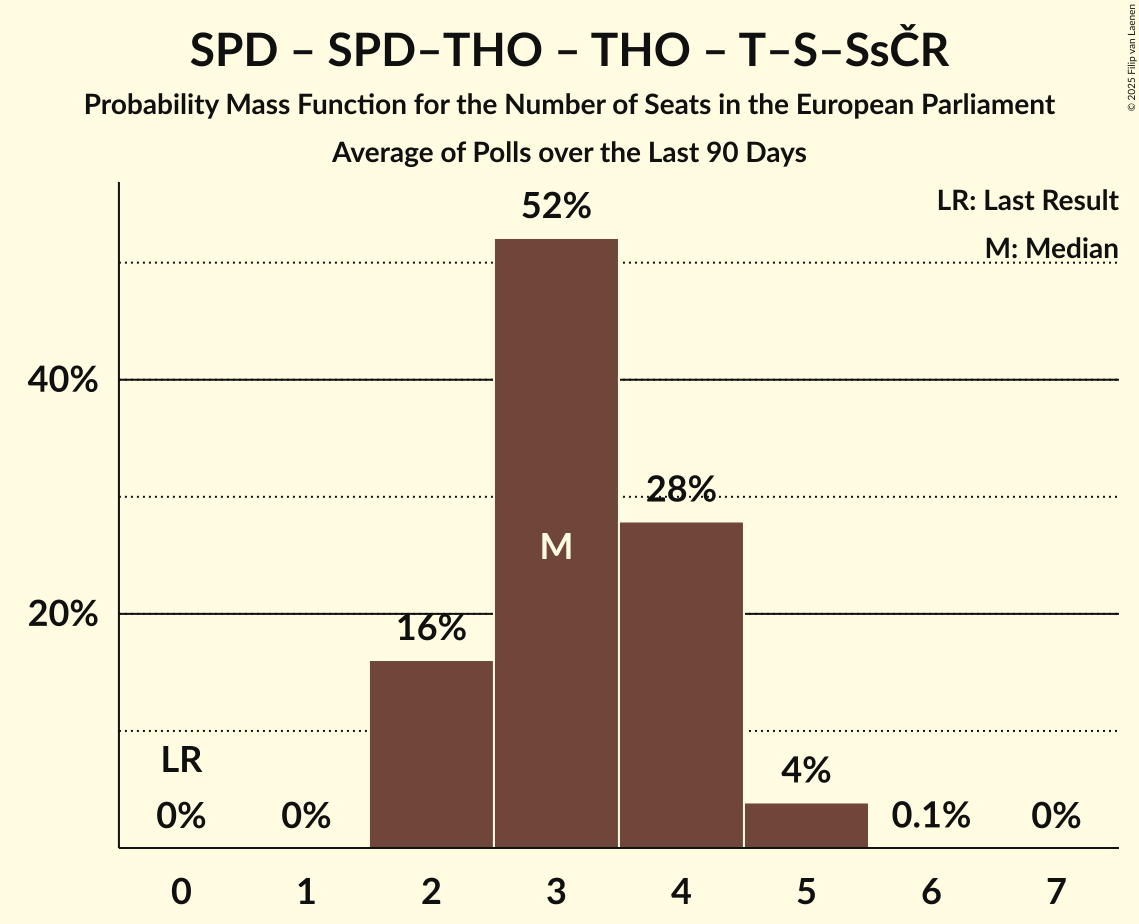 SPD – SPD–THO – THO – T–S–SsČR
Probability Mass Function for the Number of Seats in the European Parliament
Average of Polls over the Last 90 Days
© 2025 Filip van Laenen
LR: Last Result
M: Median
52%
40%
28%
M
20%
16%
LR
4%
0%
0%
0.1%
0%
0
1
2
3
4
5
6
7